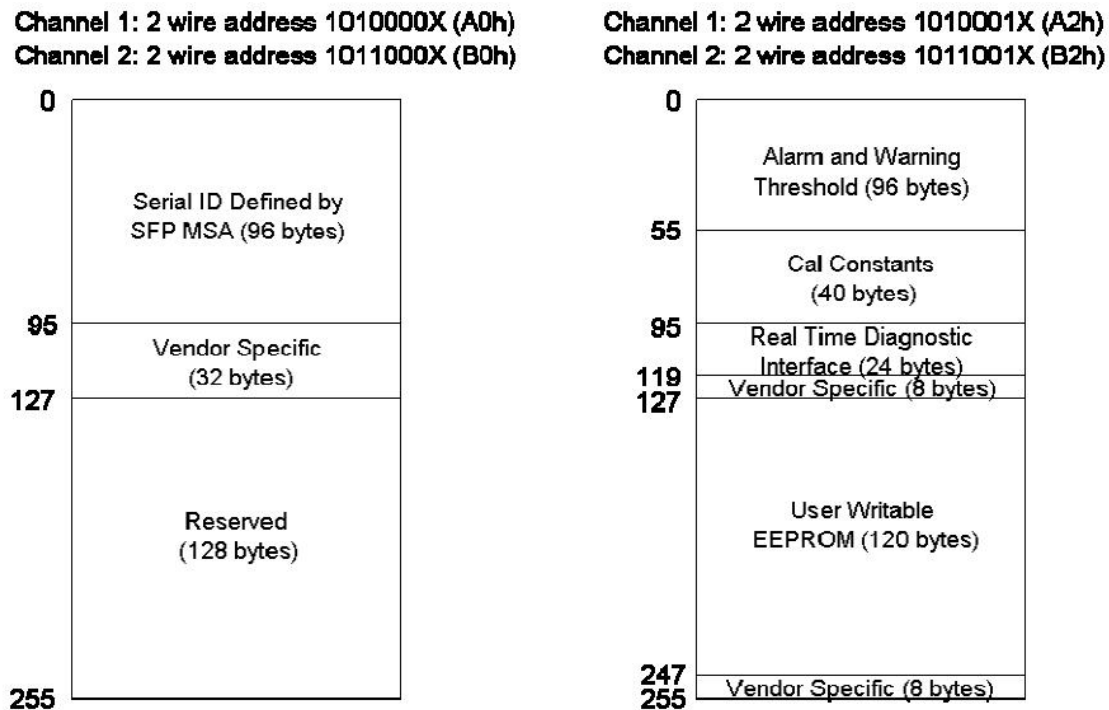 Channel 1: 2 wire address 1010000X (A0h)
Channel 2: 2 wire address 1011000X (B0h)
0
Serial ID Defined by
SFP MSA (96 bytes)
95
Vendor Specific
(32 bytes)
127
Reserved
(128 bytes)
255
Channel 1: 2 wire address 1010001X (A2h)
Channel 2: 2 wire address 1011001X (B2h)
0
Alarm and Warning
Threshold (96 bytes)
55
Cal Constants
(40 bytes)
95
Real Time Diagnostic
Interface (24 bytes)
119
Vendor Specific (8 bytes)
127
User Writable
EEPROM (120 bytes)
247
Vendor Specific (8 bytes)
255